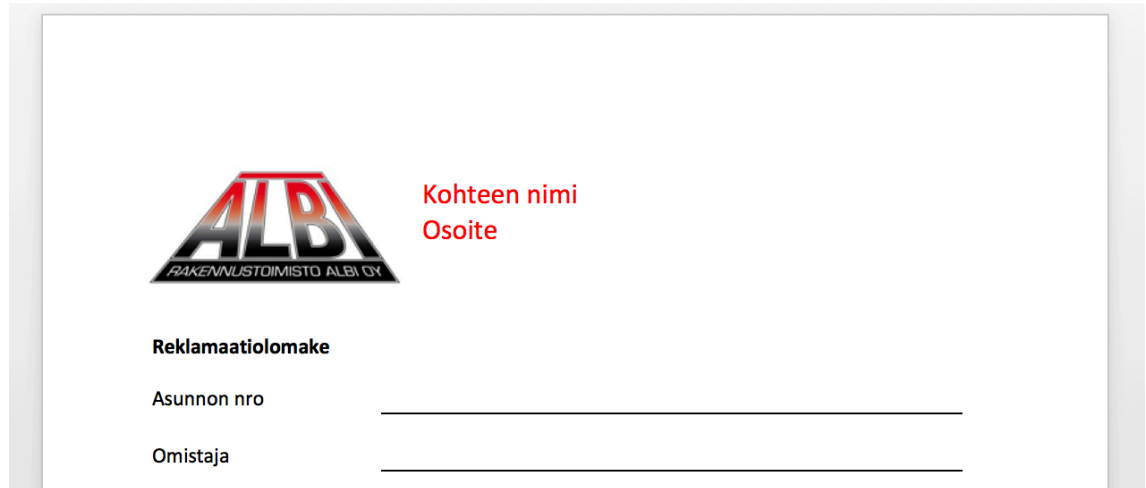 ALBI
RAKENNUSTOIMISTO ALBI OY
Kohteen nimi
Osoite
Reklamaatiolomake
Asunnon nro
Omistaja